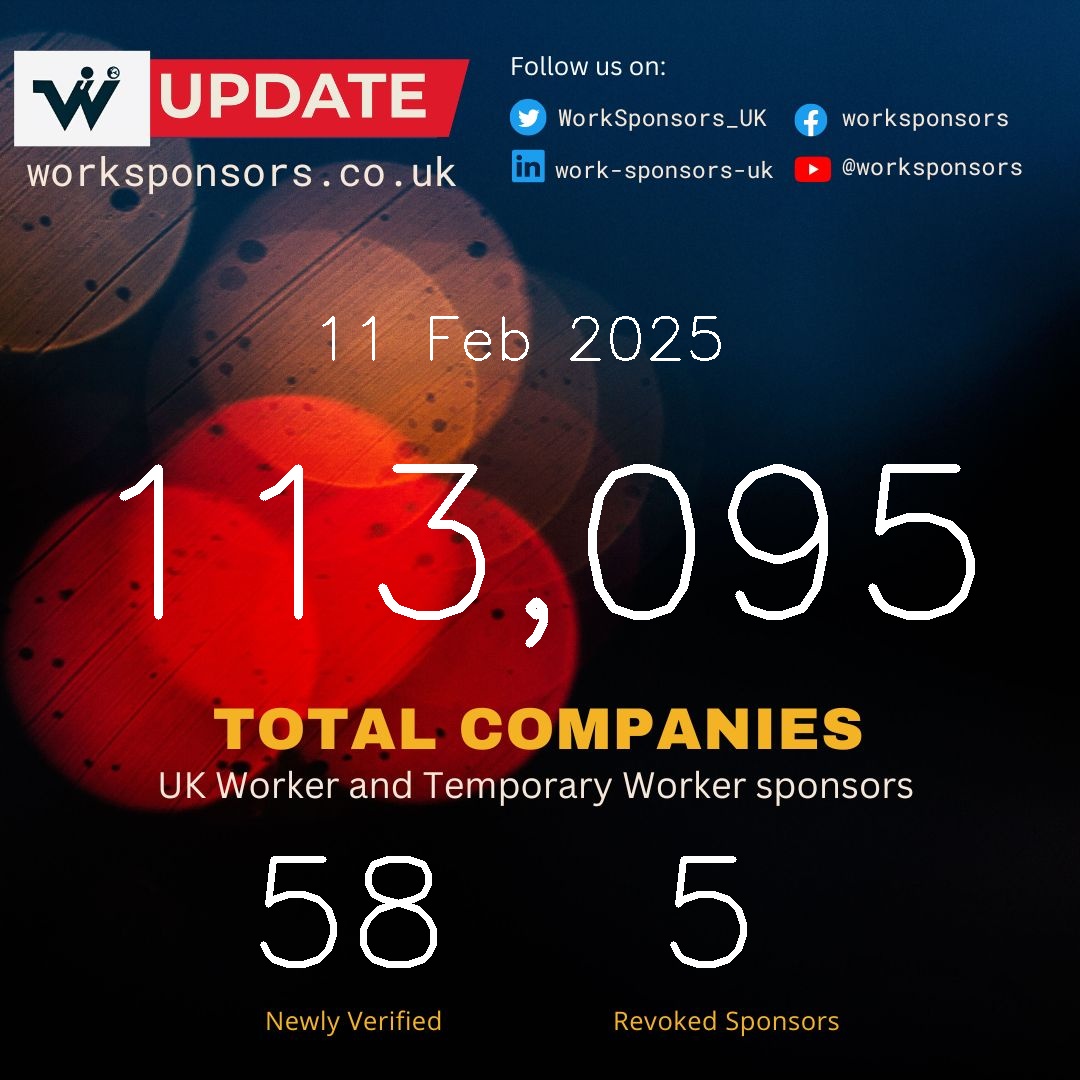 UPDATE
worksponsors.co.uk
Follow us on:
WorkSponsors_UK
worksponsors
work-sponsors-uk
@worksponsors
11 Feb 2025
113,095
TOTAL COMPANIES
UK Worker and Temporary Worker sponsors
58
5
Newly Verified
Revoked Sponsors